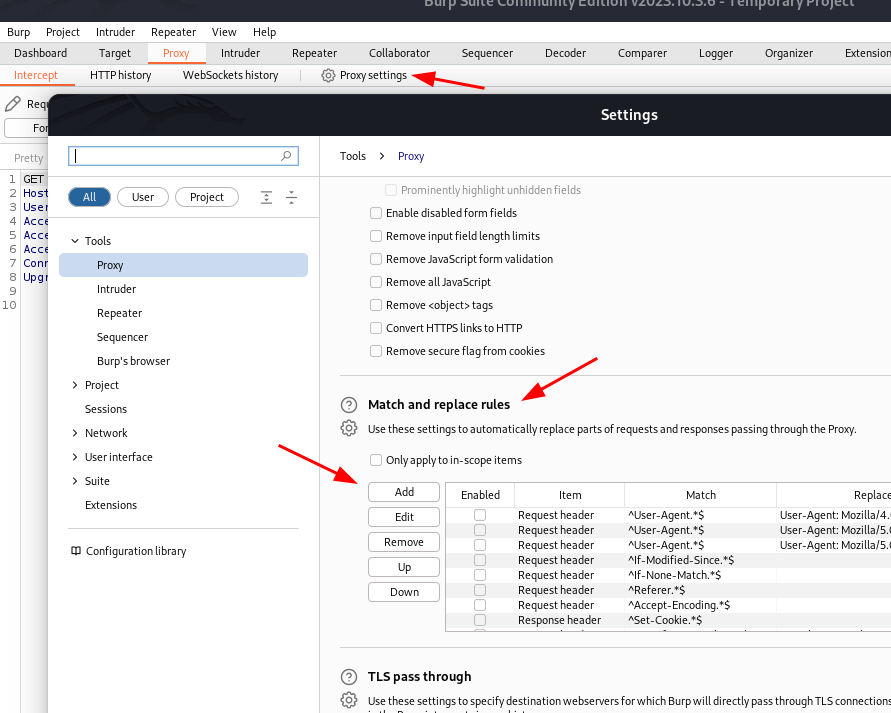 Burp Suite Community Edition v2023.10.3.6 - Temporary Project
Burp Project Intruder Repeater View Help
Dashboard Target Proxy Intruder Repeater Collaborator Sequencer Decoder Comparer Logger Organizer Extension
Intercept HTTP history WebSockets history Proxy settings
Requ
For
Pretty
1 GET
2 Host
3 User
4 Acce
5 Acce
6 Acce
7 Conn
8 Upgr
9
10
Settings
All User Project
Tools
Proxy
Intruder
Repeater
Sequencer
Burp's browser
Project
Sessions
Network
User interface
Suite
Extensions
Configuration library
Tools > Proxy
Prominently highlight unhidden fields
Enable disabled form fields
Remove input field length limits
Remove JavaScript form validation
Remove all JavaScript
Remove <object> tags
Convert HTTPS links to HTTP
Remove secure flag from cookies
Match and replace rules
Use these settings to automatically replace parts of requests and responses passing through the Proxy.
Only apply to in-scope items
Add
Edit
Remove
Up
Down
Enabled Item Match Replace
Request header ^User-Agent.*$ User-Agent: Mozilla/4.0
Request header ^User-Agent.*$ User-Agent: Mozilla/5.0
Request header ^User-Agent.*$ User-Agent: Mozilla/5.0
Request header ^If-Modified-Since.*$
Request header ^If-None-Match.*$
Request header ^Referer.*$
Request header ^Accept-Encoding.*$
Response header ^Set-Cookie.*$
TLS pass through
Use these settings to specify destination webservers for which Burp will directly pass through TLS connections